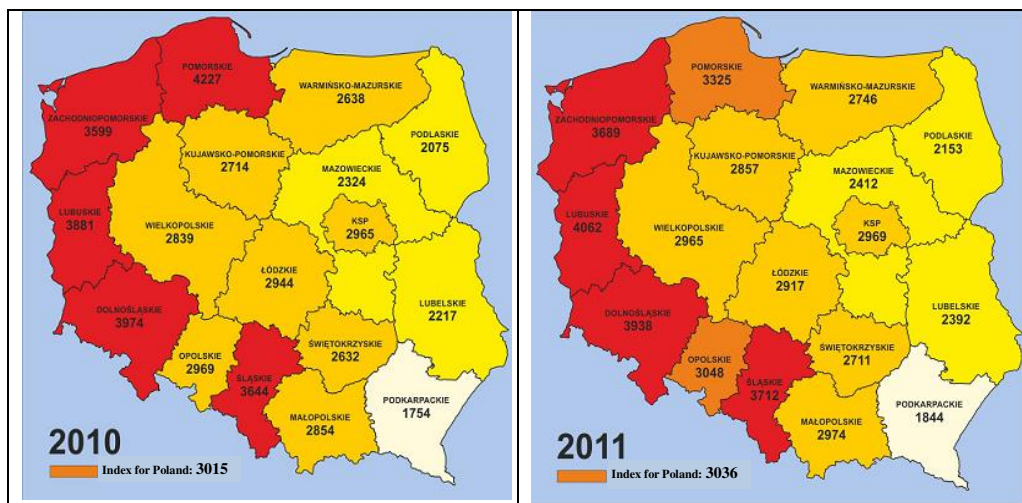 POMORSKIE
4227
WARMIŃSKO-MAZURSKIE
2638
ZACHODNIOPOMORSKIE
3599
PODLASKIE
2075
KUJAWSKO-POMORSKIE
2714
MAZOWIECKIE
2324
LUBUSKIE
3881
KSP
2965
WIELKOPOLSKIE
2839
ŁÓDZKIE
2944
LUBELSKIE
2217
DOLNOŚLĄSKIE
3974
ŚWIĘTOKRZYSKIE
2632
OPOLSKIE
2969
ŚLĄSKIE
3644
PODKARPACKIE
1754
MAŁOPOLSKIE
2854
2010
Index for Poland: 3015
POMORSKIE
3325
WARMIŃSKO-MAZURSKIE
2746
ZACHODNIOPOMORSKIE
3689
PODLASKIE
2153
KUJAWSKO-POMORSKIE
2857
MAZOWIECKIE
2412
LUBUSKIE
4062
KSP
2969
WIELKOPOLSKIE
2965
ŁÓDZKIE
2917
LUBELSKIE
2392
DOLNOŚLĄSKIE
3938
ŚWIĘTOKRZYSKIE
2711
OPOLSKIE
3048
ŚLĄSKIE
3712
PODKARPACKIE
1844
MAŁOPOLSKIE
2974
2011
Index for Poland: 3036